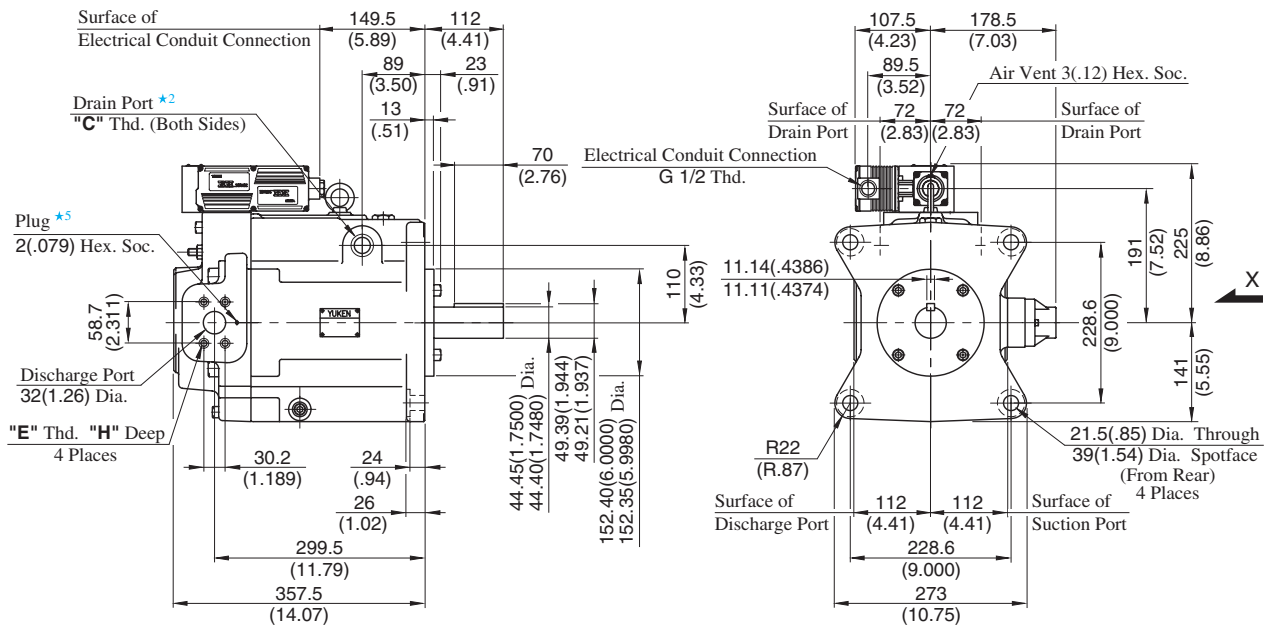 Surface of
Electrical Conduit Connection
149.5
(5.89)
112
(4.41)
89
(3.50)
23
(.91)
Drain Port ★2
"C" Thd. (Both Sides)
13
(.51)
70
(2.76)
Plug ★5
2(.079) Hex. Soc.
58.7
(2.311)
YUKEN
110
(4.33)
Discharge Port
32(1.26) Dia.
"E" Thd. "H" Deep
4 Places
30.2
(1.189)
24
(.94)
26
(1.02)
44.45(1.7500)
44.40(1.7480)
Dia.
49.39(1.944)
49.21(1.937)
152.40(6.0000)
152.35(5.9980)
Dia.
299.5
(11.79)
357.5
(14.07)
107.5
(4.23)
178.5
(7.03)
89.5
(3.52)
Air Vent 3(.12) Hex. Soc.
Surface of
Drain Port
72
(2.83)
72
(2.83)
Surface of
Drain Port
Electrical Conduit Connection
G 1/2 Thd.
11.14(.4386)
11.11(.4374)
191
(7.52)
225
(8.86)
X
228.6
(9.000)
141
(5.55)
R22
(R.87)
21.5(.85) Dia. Through
39(1.54) Dia. Spotface
(From Rear)
4 Places
Surface of
Discharge Port
112
(4.41)
112
(4.41)
Surface of
Suction Port
228.6
(9.000)
273
(10.75)